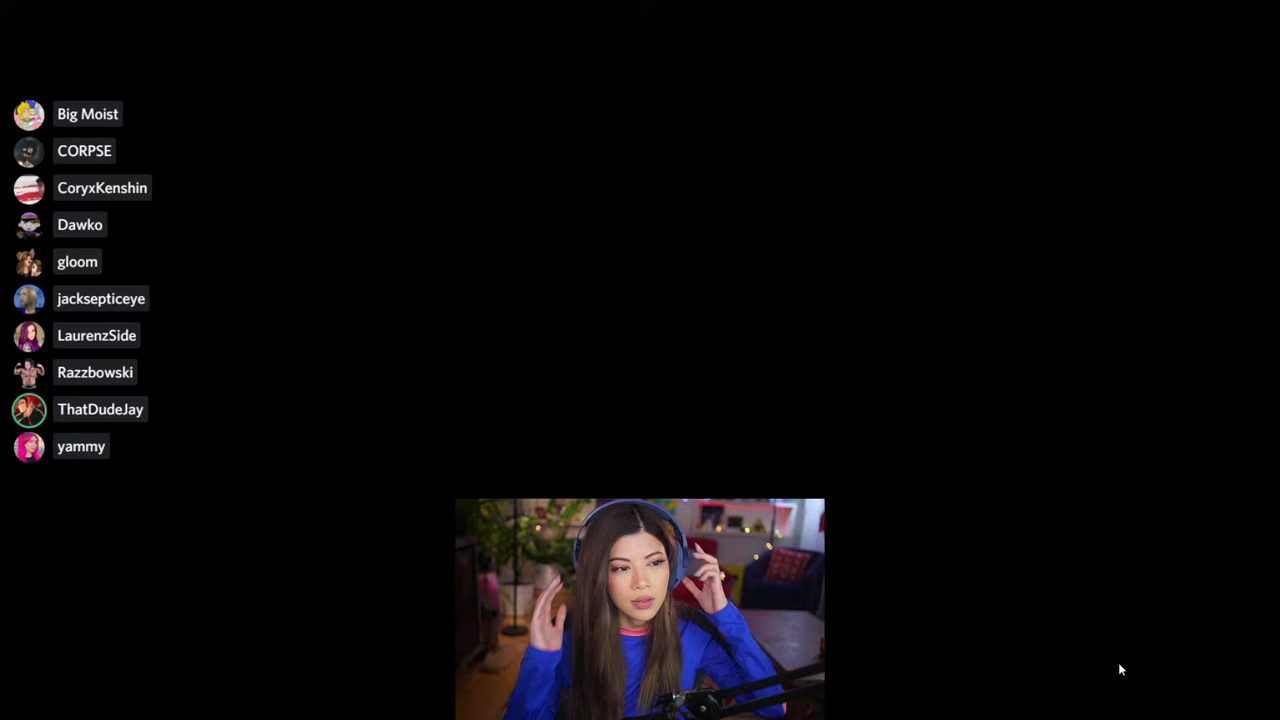 Big Moist
CORPSE
CoryxKenshin
Dawko
gloom
jacksepticeye
LaurenzSide
Razzbowski
ThatDudeJay
yammy